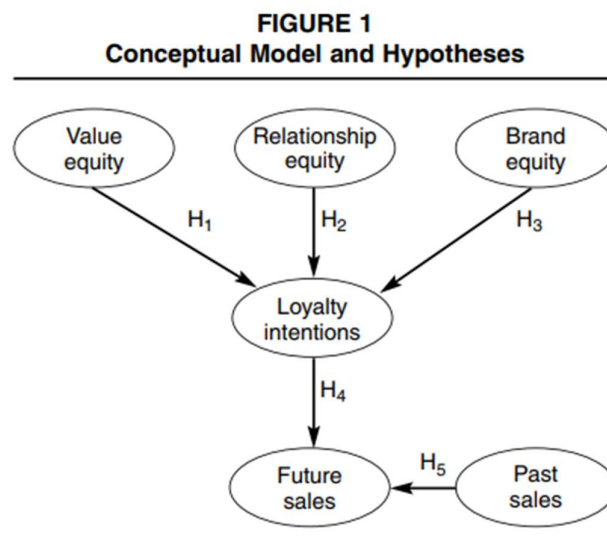 FIGURE 1
Conceptual Model and Hypotheses
Value
equity
Relationship
equity
Brand
equity
H₁
H₂
H₃
Loyalty
intentions
H₄
Future
sales
H₅
Past
sales